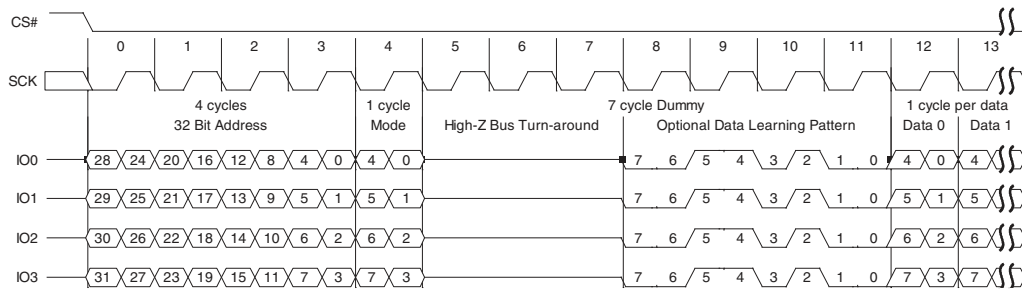 CS#
0 1 2 3 4 5 6 7 8 9 10 11 12 13
SCK
4 cycles 1 cycle 7 cycle Dummy 1 cycle per data
32 Bit Address Mode High-Z Bus Turn-around Optional Data Learning Pattern Data 0 Data 1
IO0 28 24 20 16 12 8 4 0 4 0 7 6 5 4 3 2 1 0 4 0 4
IO1 29 25 21 17 13 9 5 1 5 1 7 6 5 4 3 2 1 0 5 1 5
IO2 30 26 22 18 14 10 6 2 6 2 7 6 5 4 3 2 1 0 6 2 6
IO3 31 27 23 19 15 11 7 3 7 3 7 6 5 4 3 2 1 0 7 3 7